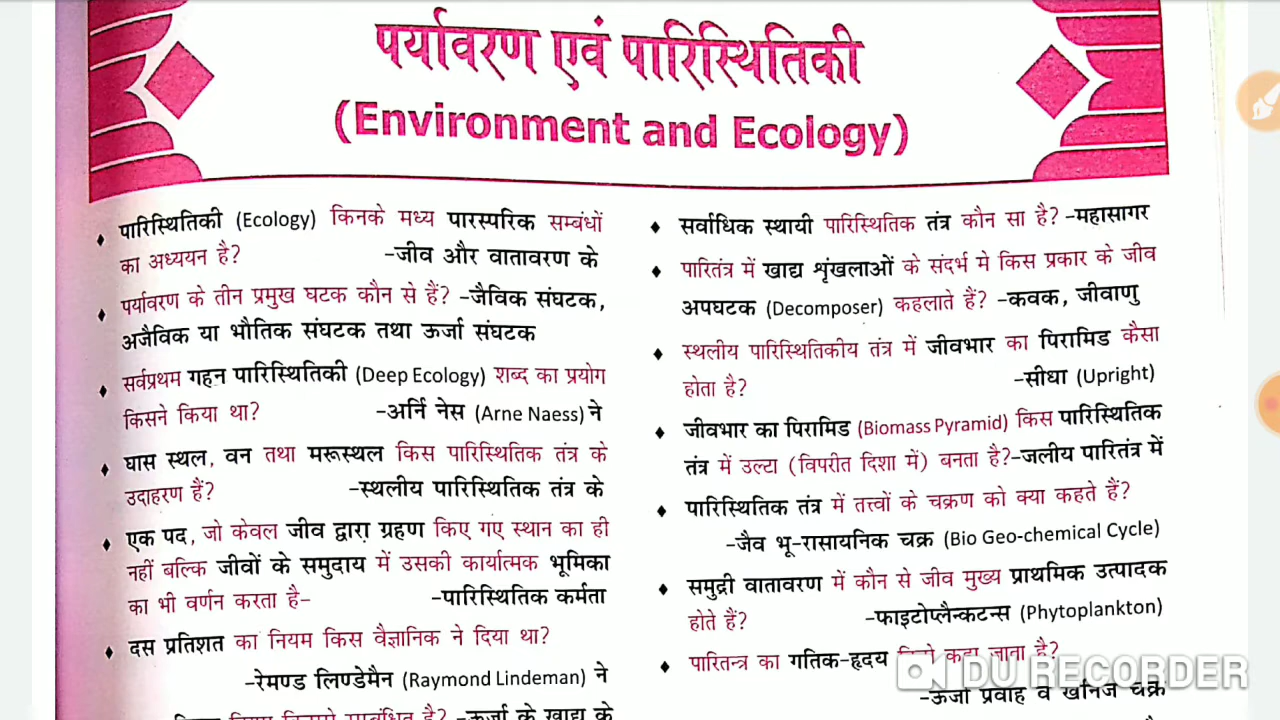 पर्यावरण एवं पारिस्थितिकी
(Environment and Ecology)
♦ पारिस्थितिकी (Ecology) किनके मध्य पारस्परिक सम्बंधों
का अध्ययन है? –जीव और वातावरण के
♦ पर्यावरण के तीन प्रमुख घटक कौन से हैं? –जैविक संघटक,
अजैविक या भौतिक संघटक तथा ऊर्जा संघटक
♦ सर्वप्रथम गहन पारिस्थितिकी (Deep Ecology) शब्द का प्रयोग
किसने किया था? –अर्नि नेस (Arne Naess) ने
♦ घास स्थल, वन तथा मरूस्थल किस पारिस्थितिक तंत्र के
उदाहरण हैं? –स्थलीय पारिस्थितिक तंत्र के
♦ एक पद, जो केवल जीव द्वारा ग्रहण किए गए स्थान का ही
नहीं बल्कि जीवों के समुदाय में उसकी कार्यात्मक भूमिका
का भी वर्णन करता है– –पारिस्थितिक कर्मता
♦ दस प्रतिशत का नियम किस वैज्ञानिक ने दिया था?
–रेमण्ड लिण्डेमैन (Raymond Lindeman) ने
है? –ऊर्जा के खाद्य के
♦ सर्वाधिक स्थायी पारिस्थितिक तंत्र कौन सा है? –महासागर
♦ पारितंत्र में खाद्य शृंखलाओं के संदर्भ मे किस प्रकार के जीव
अपघटक (Decomposer) कहलाते हैं? –कवक, जीवाणु
♦ स्थलीय पारिस्थितिकीय तंत्र में जीवभार का पिरामिड कैसा
होता है? –सीधा (Upright)
♦ जीवभार का पिरामिड (Biomass Pyramid) किस पारिस्थितिक
तंत्र में उल्टा (विपरीत दिशा में) बनता है?–जलीय पारितंत्र में
♦ पारिस्थितिक तंत्र में तत्त्वों के चक्रण को क्या कहते हैं?
–जैव भू-रासायनिक चक्र (Bio Geo-chemical Cycle)
♦ समुद्री वातावरण में कौन से जीव मुख्य प्राथमिक उत्पादक
होते हैं? –फाइटोप्लैन्कटन्स (Phytoplankton)
♦ पारितन्त्र का गतिक-हृदय कहा जाता है?
–ऊर्जा प्रवाह व खनिज चक्र
DU RECORDER